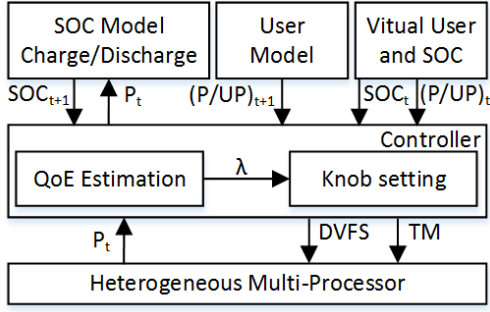 SOC Model
Charge/Discharge
User
Model
Vitual User
and SOC
SOCt+1
Pt
(P/UP)t+1
SOCt
(P/UP)t
Controller
QoE Estimation
λ
Knob setting
Pt
DVFS
TM
Heterogeneous Multi-Processor